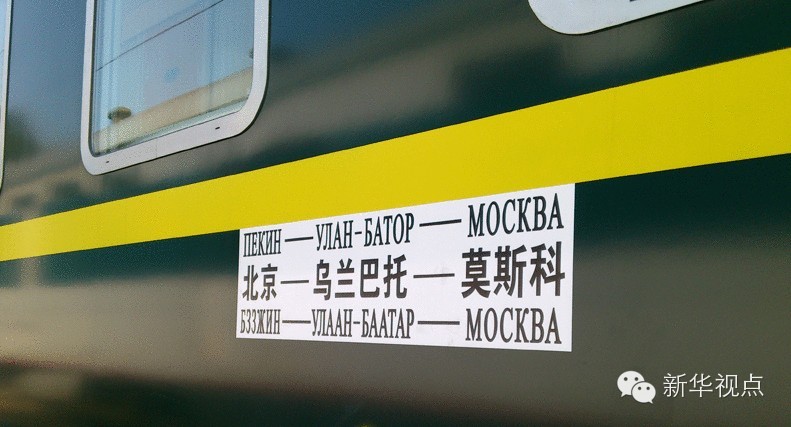 ПЕКИН — УЛАН-БАТОР — МОСКВА
北京 — 乌兰巴托 — 莫斯科
БЗЗЖИН — УЛААН-БААТАР — МОСКВА
新华视点